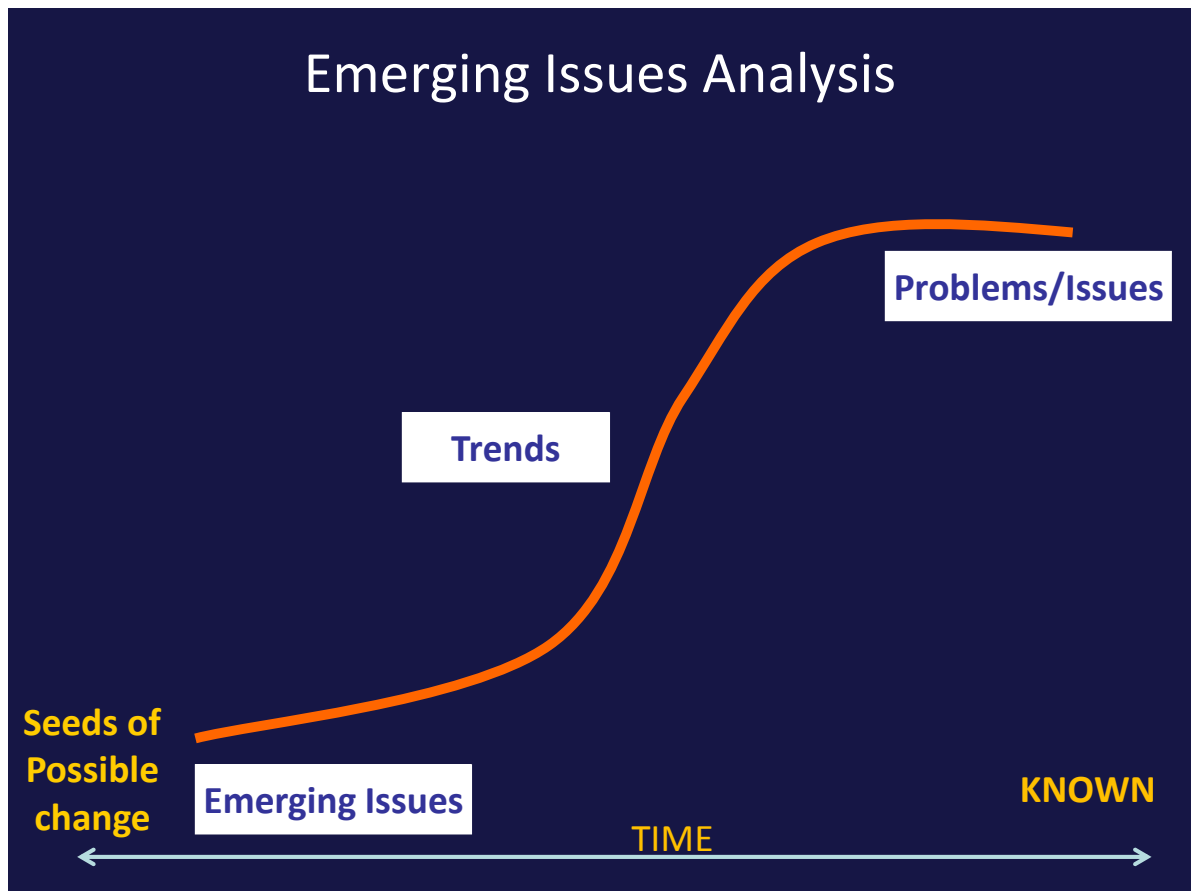 Emerging Issues Analysis
Problems/Issues
Trends
Seeds of
Possible
change
Emerging Issues
KNOWN
TIME